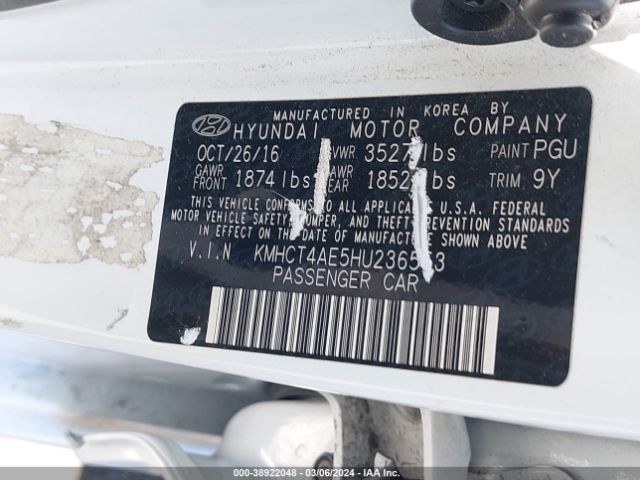 MANUFACTURED IN KOREA BY
HYUNDAI MOTOR COMPANY
OCT/26/16 lbs PAINT PGU
GAWR FRONT 1874 lbs lbs TRIM 9Y
THIS VEHICLE CONFORMS TO ALL APPLICABLE U.S.A. FEDERAL
MOTOR VEHICLE SAFETY, BUMPER, AND THEFT PREVENTION
STANDARDS IN EFFECT ON THE DATE OF MANUFACTURE SHOWN ABOVE
V.I.N
PASSENGER CAR
000-38922048 - 03/06/2024 - IAA Inc.